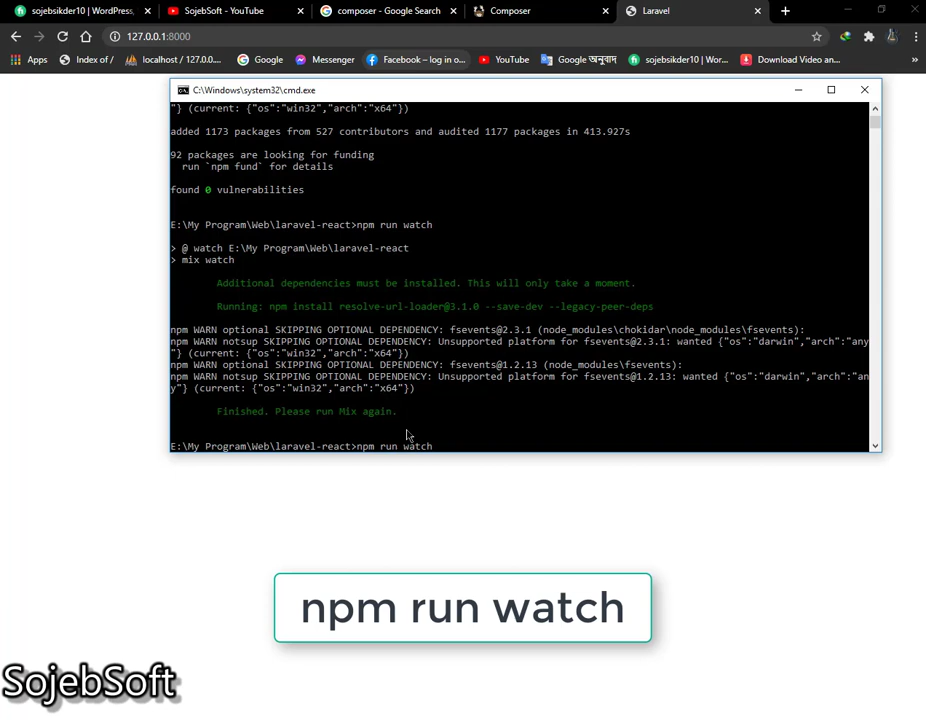 sojebsikder10 | WordPress,
SojebSoft - YouTube
composer - Google Search
Composer
Laravel
127.0.0.1:8000
Apps
Index of /
localhost / 127.0....
Google
Messenger
Facebook – log in o...
YouTube
Google অনুবাদ
sojebsikder10 | Wor...
Download Video an...
»
C:\Windows\system32\cmd.exe
"} (current: {"os":"win32","arch":"x64"})
added 1173 packages from 527 contributors and audited 1177 packages in 413.927s
92 packages are looking for funding
run `npm fund` for details
found 0 vulnerabilities
E:\My Program\Web\laravel-react>npm run watch
> @ watch E:\My Program\Web\laravel-react
> mix watch
Additional dependencies must be installed. This will only take a moment.
Running: npm install resolve-url-loader@3.1.0 --save-dev --legacy-peer-deps
npm WARN optional SKIPPING OPTIONAL DEPENDENCY: fsevents@2.3.1 (node_modules\chokidar\node_modules\fsevents):
npm WARN notsup SKIPPING OPTIONAL DEPENDENCY: Unsupported platform for fsevents@2.3.1: wanted {"os":"darwin","arch":"any
"} (current: {"os":"win32","arch":"x64"})
npm WARN optional SKIPPING OPTIONAL DEPENDENCY: fsevents@1.2.13 (node_modules\fsevents):
npm WARN notsup SKIPPING OPTIONAL DEPENDENCY: Unsupported platform for fsevents@1.2.13: wanted {"os":"darwin","arch":"an
y"} (current: {"os":"win32","arch":"x64"})
Finished. Please run Mix again.
E:\My Program\Web\laravel-react>npm run watch
npm run watch
SojebSoft